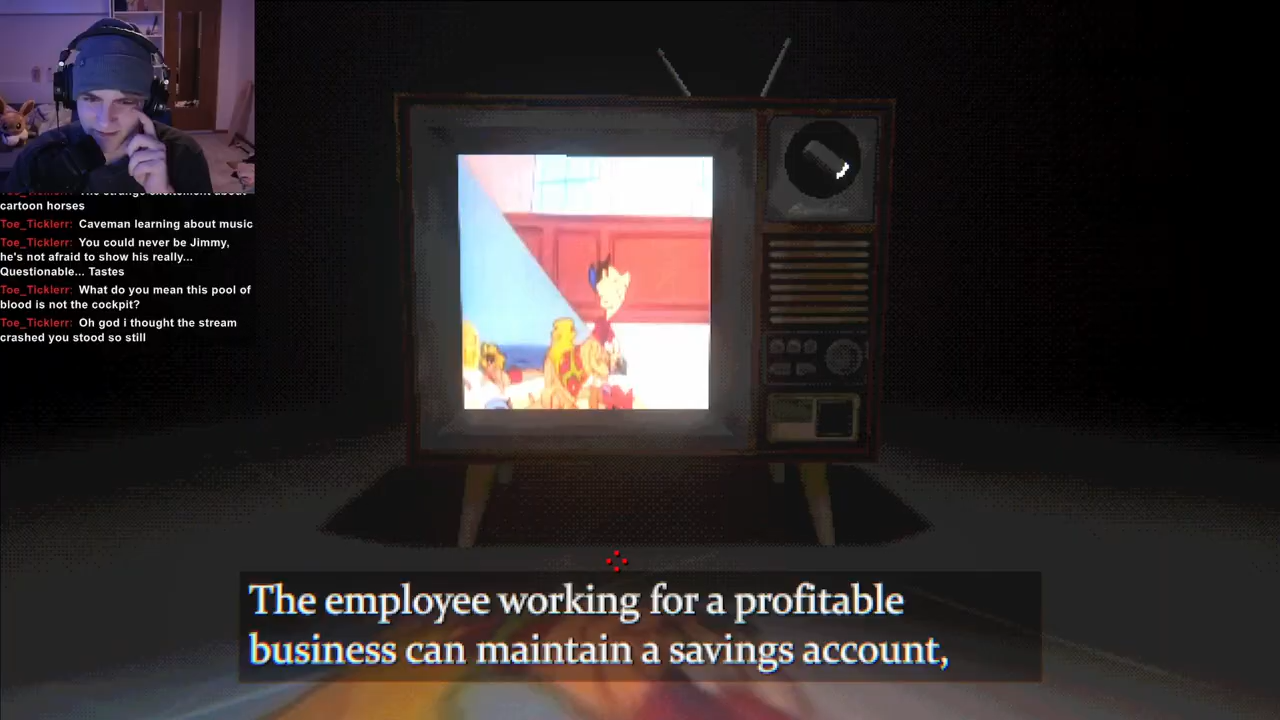 cartoon horses
Toe_Ticklerr: Caveman learning about music
Toe_Ticklerr: You could never be Jimmy,
he's not afraid to show his really...
Questionable... Tastes
Toe_Ticklerr: What do you mean this pool of
blood is not the cockpit?
Toe_Ticklerr: Oh god i thought the stream
crashed you stood so still
The employee working for a profitable
business can maintain a savings account,